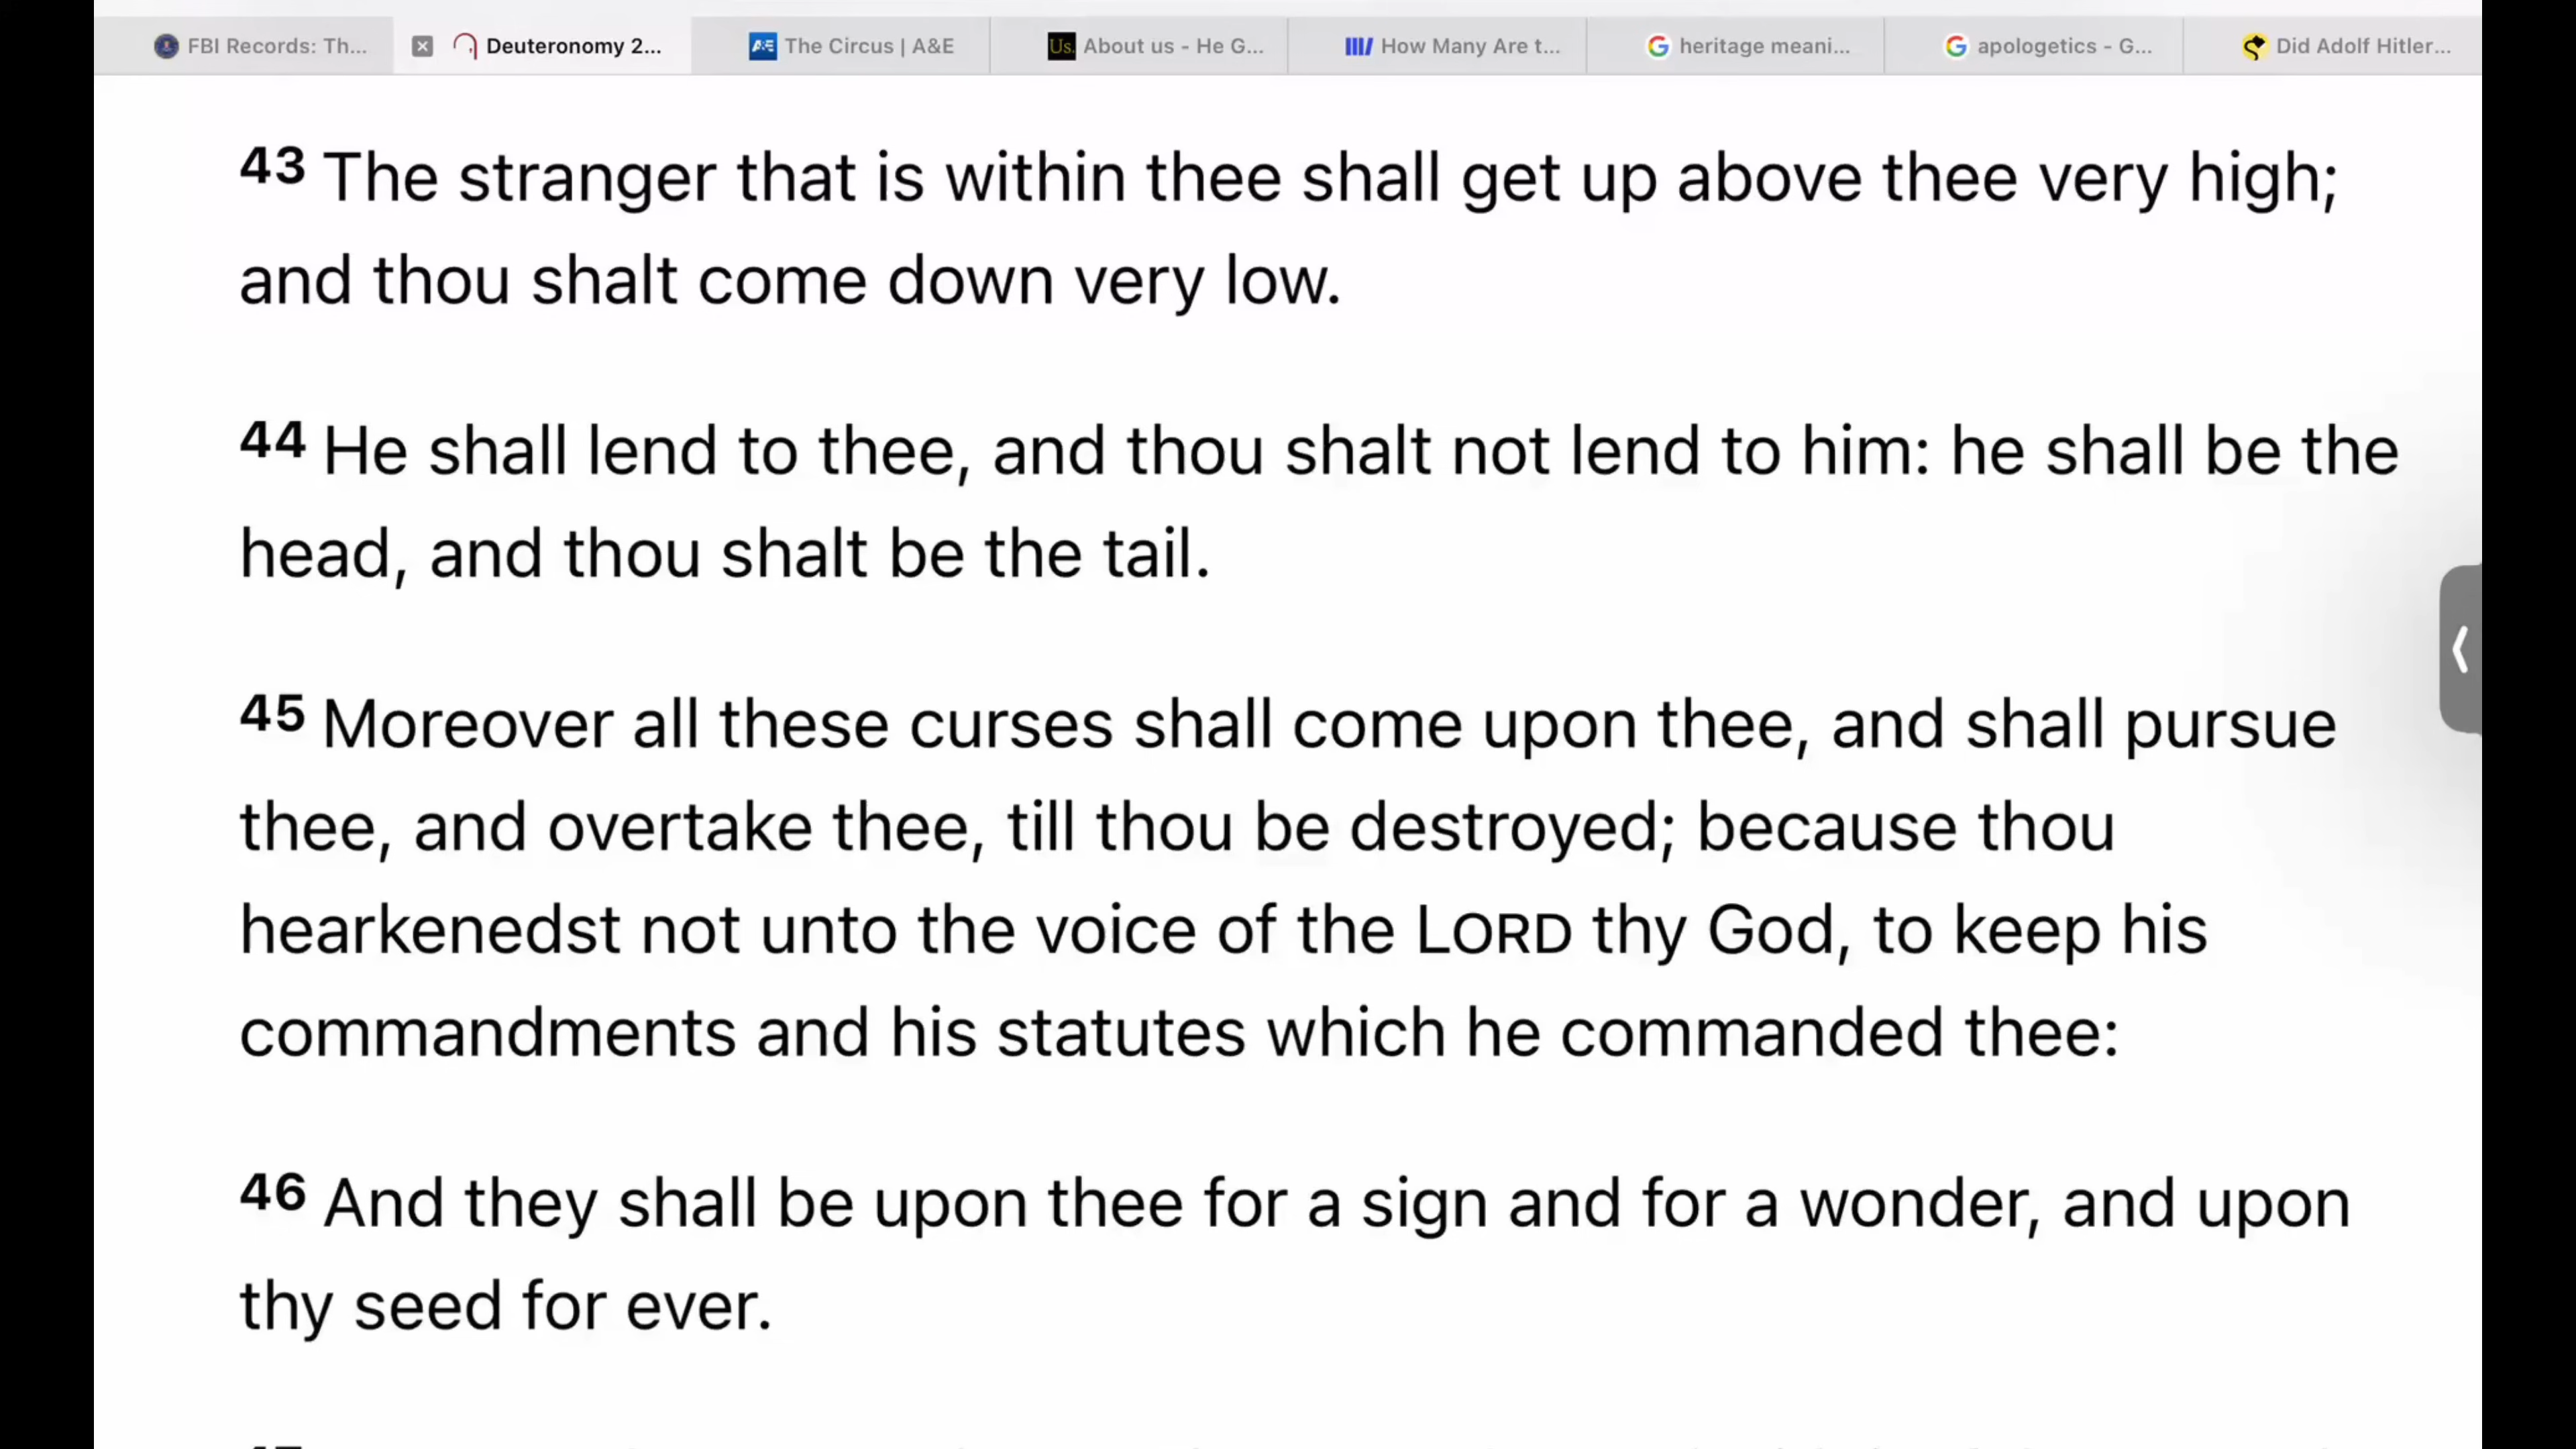 FBI Records: Th... Deuteronomy 2... The Circus | A&E About us - He G... How Many Are t... heritage meani... apologetics - G... Did Adolf Hitler...
43 The stranger that is within thee shall get up above thee very high;
and thou shalt come down very low.
44 He shall lend to thee, and thou shalt not lend to him: he shall be the
head, and thou shalt be the tail.
45 Moreover all these curses shall come upon thee, and shall pursue
thee, and overtake thee, till thou be destroyed; because thou
hearkenedst not unto the voice of the LORD thy God, to keep his
commandments and his statutes which he commanded thee:
46 And they shall be upon thee for a sign and for a wonder, and upon
thy seed for ever.